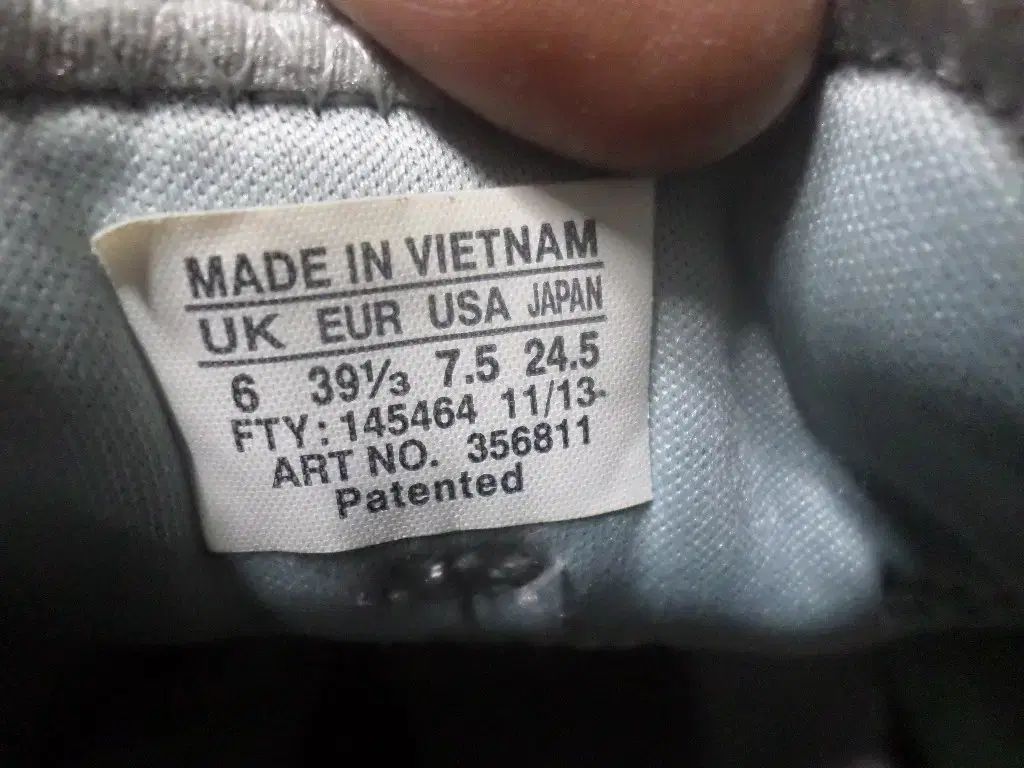 MADE IN VIETNAM
UK EUR USA JAPAN
6 39⅓ 7.5 24.5
FTY: 145464 11/13-
ART NO. 356811
Patented